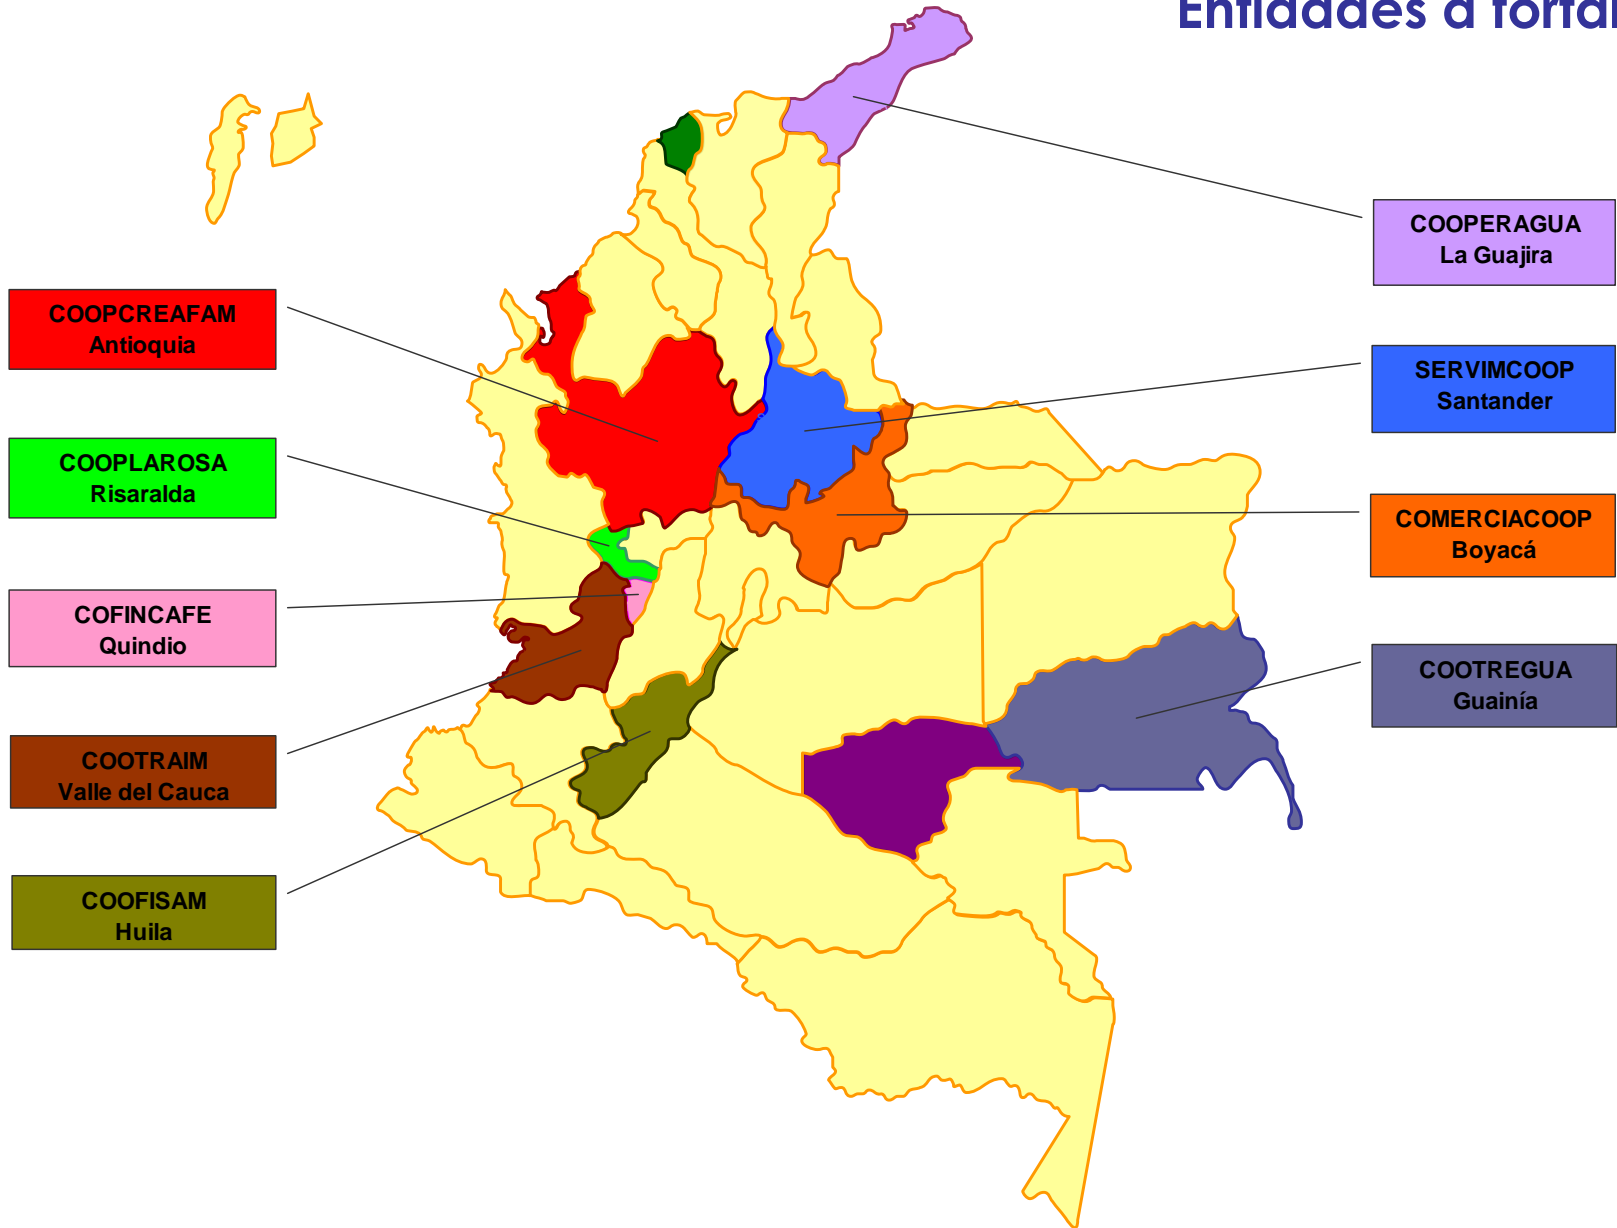 Entidades a
COOPERAGUA
La Guajira
COOPCREAFAM
Antioquia
SERVIMCOOP
Santander
COOPLAROSA
Risaralda
COMERCIACOOP
Boyacá
COFINCAFE
Quindio
COOTREGUA
Guainía
COOTRAIM
Valle del Cauca
COOFISAM
Huila